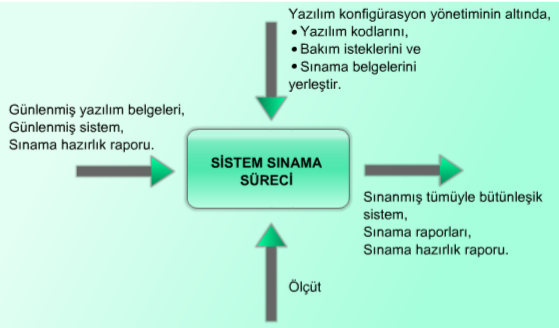 Yazılım konfigürasyon yönetiminin altında,
• Yazılım kodlarını,
• Bakım isteklerini ve
• Sınama belgelerini
yerleştir.
Günlenmiş yazılım belgeleri,
Günlenmiş sistem,
Sınama hazırlık raporu.
SİSTEM SINAMA
SÜRECİ
Sınanmış tümüyle bütünleşik
sistem,
Sınama raporları,
Sınama hazırlık raporu.
Ölçüt